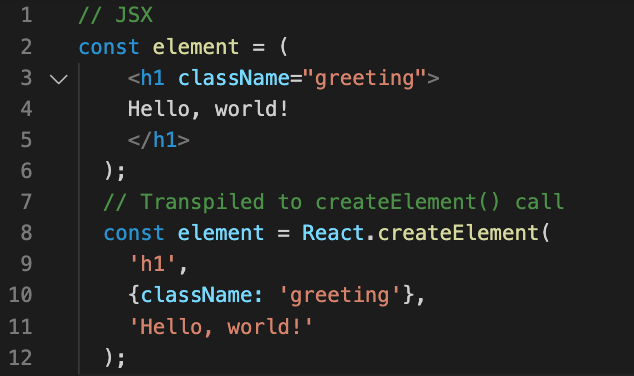 1 // JSX
2 const element = (
3 <h1 className="greeting">
4 Hello, world!
5 </h1>
6 );
7 // Transpiled to createElement() call
8 const element = React.createElement(
9 'h1',
10 {className: 'greeting'},
11 'Hello, world!'
12 );